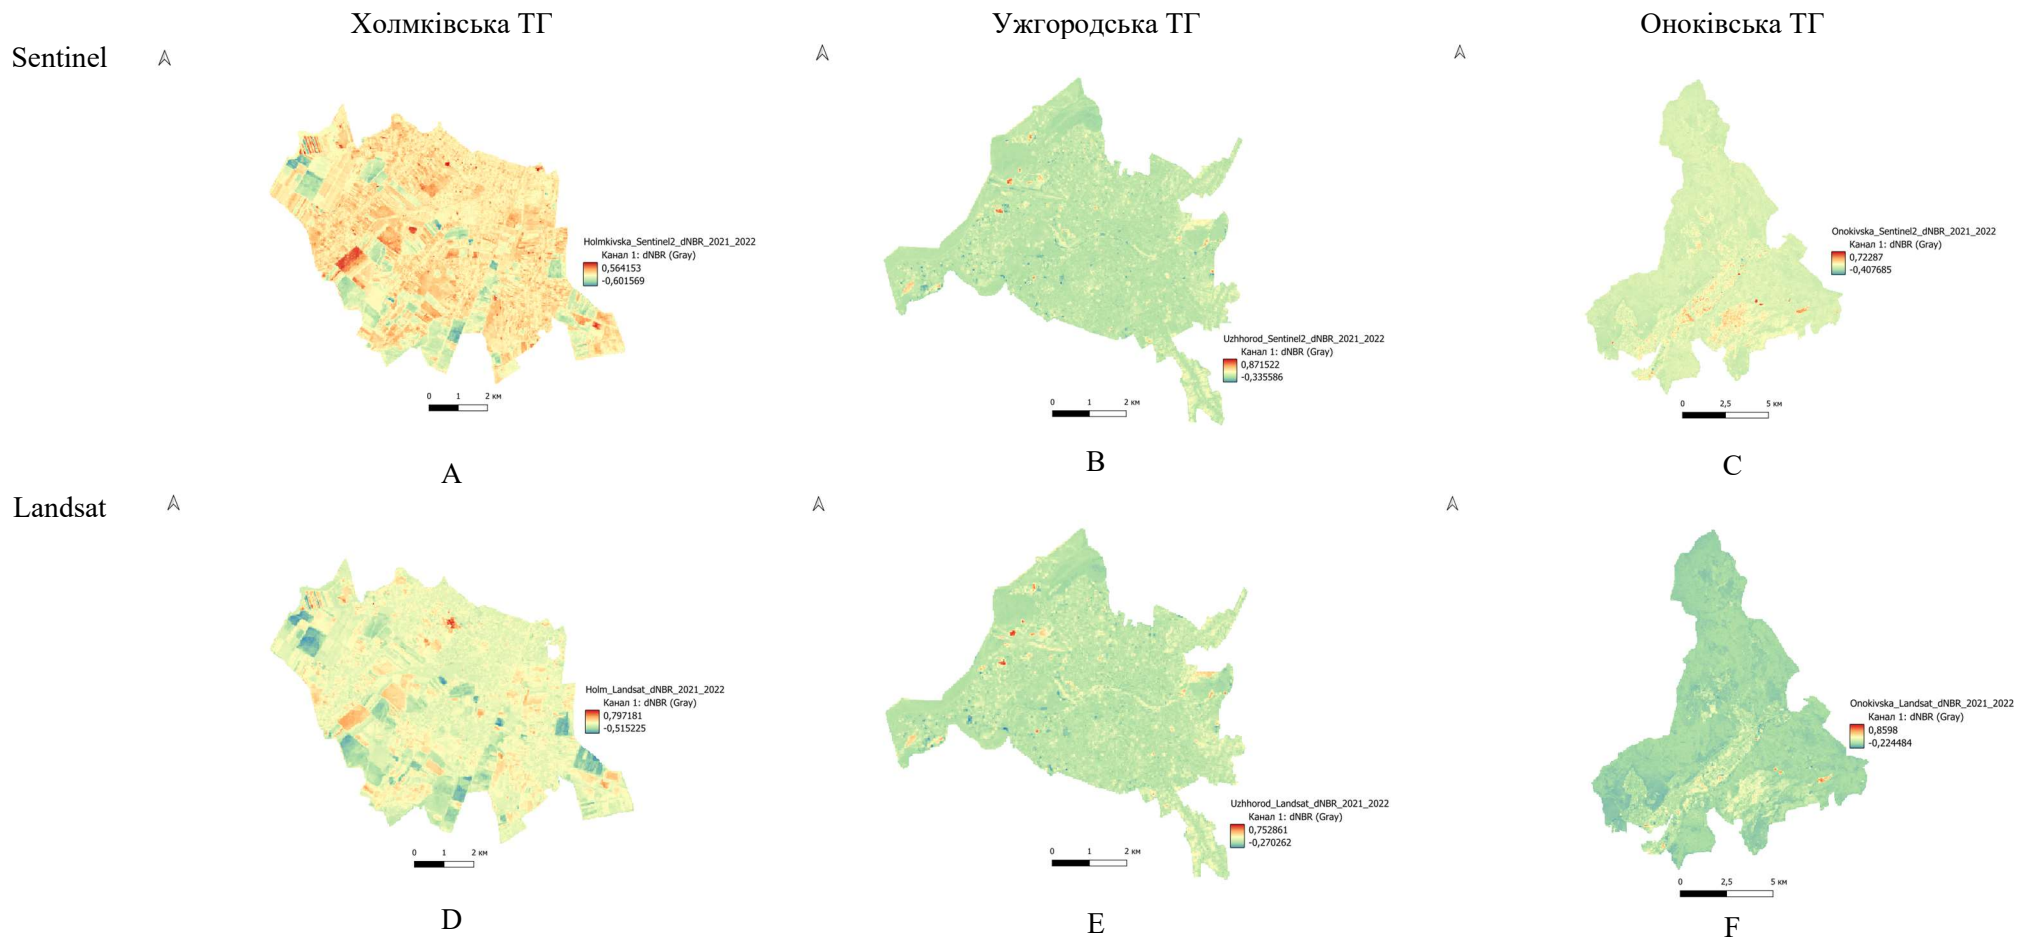 Холмківська ТГ
Ужгородська ТГ
Оноківська ТГ
Sentinel
Holmkivska_Sentinel2_dNBR_2021_2022
Канал 1: dNBR (Gray)
0,564153
-0,601569
0 1 2 км
A
Uzhhorod_Sentinel2_dNBR_2021_2022
Канал 1: dNBR (Gray)
0,871522
-0,335586
0 1 2 км
B
Onokivska_Sentinel2_dNBR_2021_2022
Канал 1: dNBR (Gray)
0,72287
-0,407685
0 2,5 5 км
C
Landsat
Holm_Landsat_dNBR_2021_2022
Канал 1: dNBR (Gray)
0,797181
-0,515225
0 1 2 км
D
Uzhhorod_Landsat_dNBR_2021_2022
Канал 1: dNBR (Gray)
0,752861
-0,270262
0 1 2 км
E
Onokivska_Landsat_dNBR_2021_2022
Канал 1: dNBR (Gray)
0,8598
-0,224484
0 2,5 5 км
F